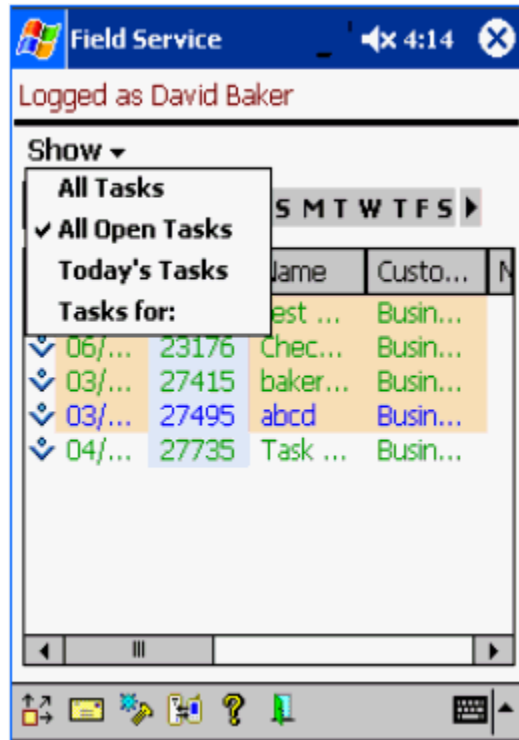 Field Service 4:14
Logged as David Baker
Show
All Tasks
All Open Tasks S M T W T F S
Today's Tasks
Name Custo... N
Tasks for:
est ... Busin...
06/... 23176 Chec... Busin...
03/... 27415 baker... Busin...
03/... 27495 abcd Busin...
04/... 27735 Task ... Busin...